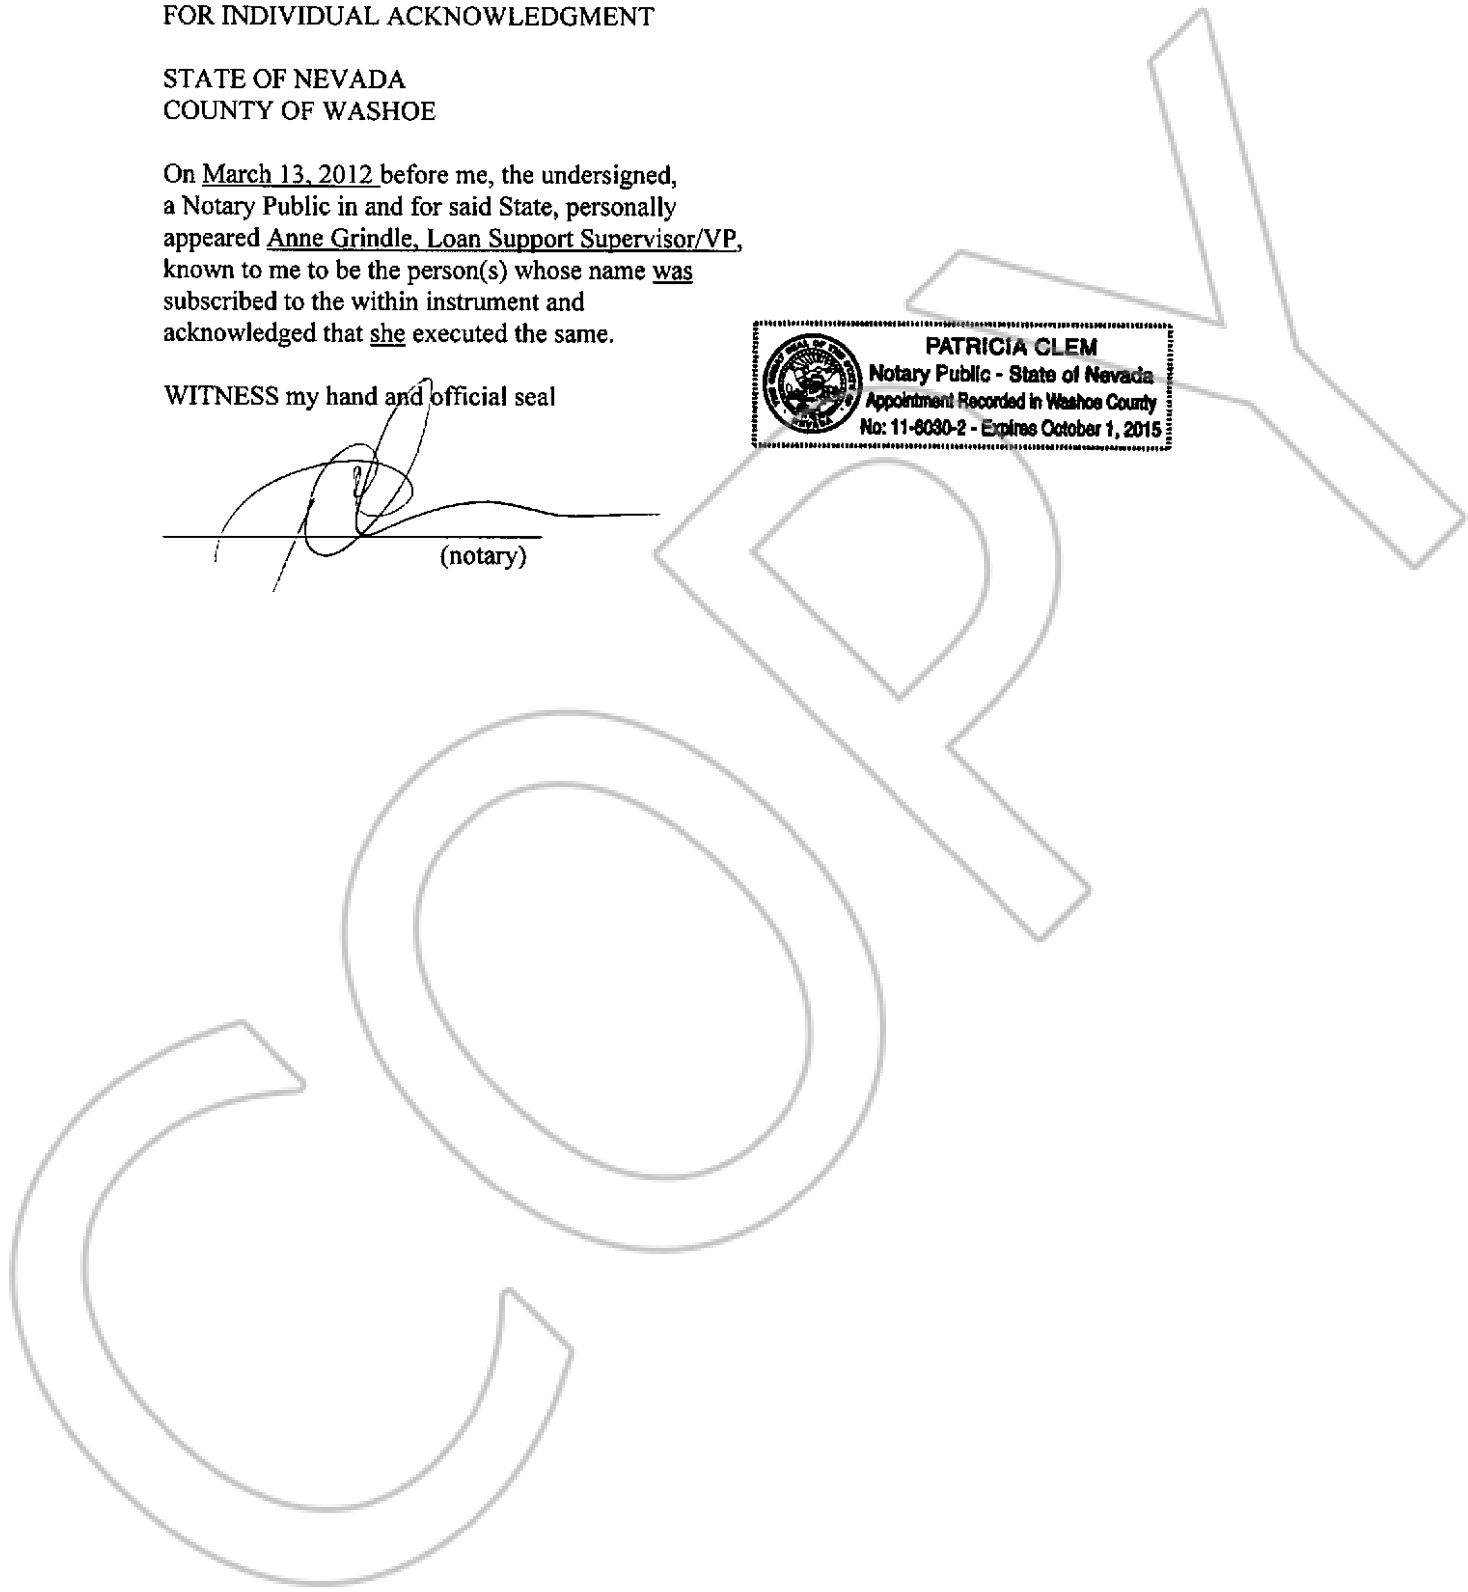 FOR INDIVIDUAL ACKNOWLEDGMENT
STATE OF NEVADA
COUNTY OF WASHOE
On March 13, 2012 before me, the undersigned,
a Notary Public in and for said State, personally
appeared Anne Grindle, Loan Support Supervisor/VP,
known to me to be the person(s) whose name was
subscribed to the within instrument and
acknowledged that she executed the same.
WITNESS my hand and official seal
(notary)
PATRICIA CLEM
Notary Public - State of Nevada
Appointment Recorded in Washoe County
No: 11-6030-2 - Expires October 1, 2015
NEVADA
COPY